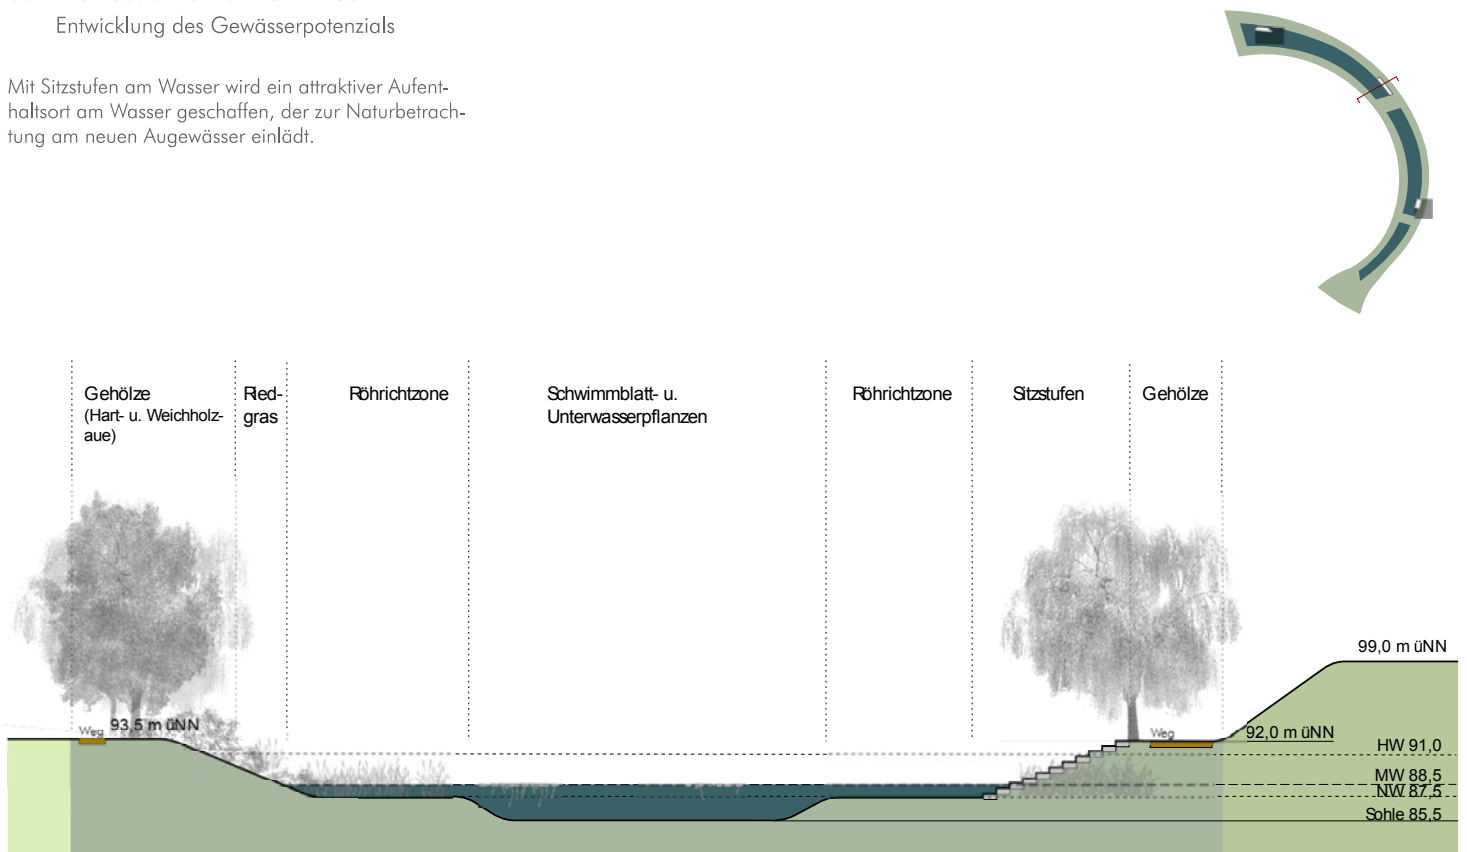 Entwicklung des Gewässerpotenzials
Mit Sitzstufen am Wasser wird ein attraktiver Aufent-
haltsort am Wasser geschaffen, der zur Naturbetrach-
tung am neuen Augewässer einlädt.
Gehölze
(Hart- u. Weichholz-
aue)
Ried-
gras
Röhrichtzone
Schwimmblatt- u.
Unterwasserpflanzen
Röhrichtzone
Sitzstufen
Gehölze
99,0 m üNN
Weg
93,5 m üNN
Weg
92,0 m üNN
HW 91,0
MW 88,5
NW 87,5
Sohle 85,5